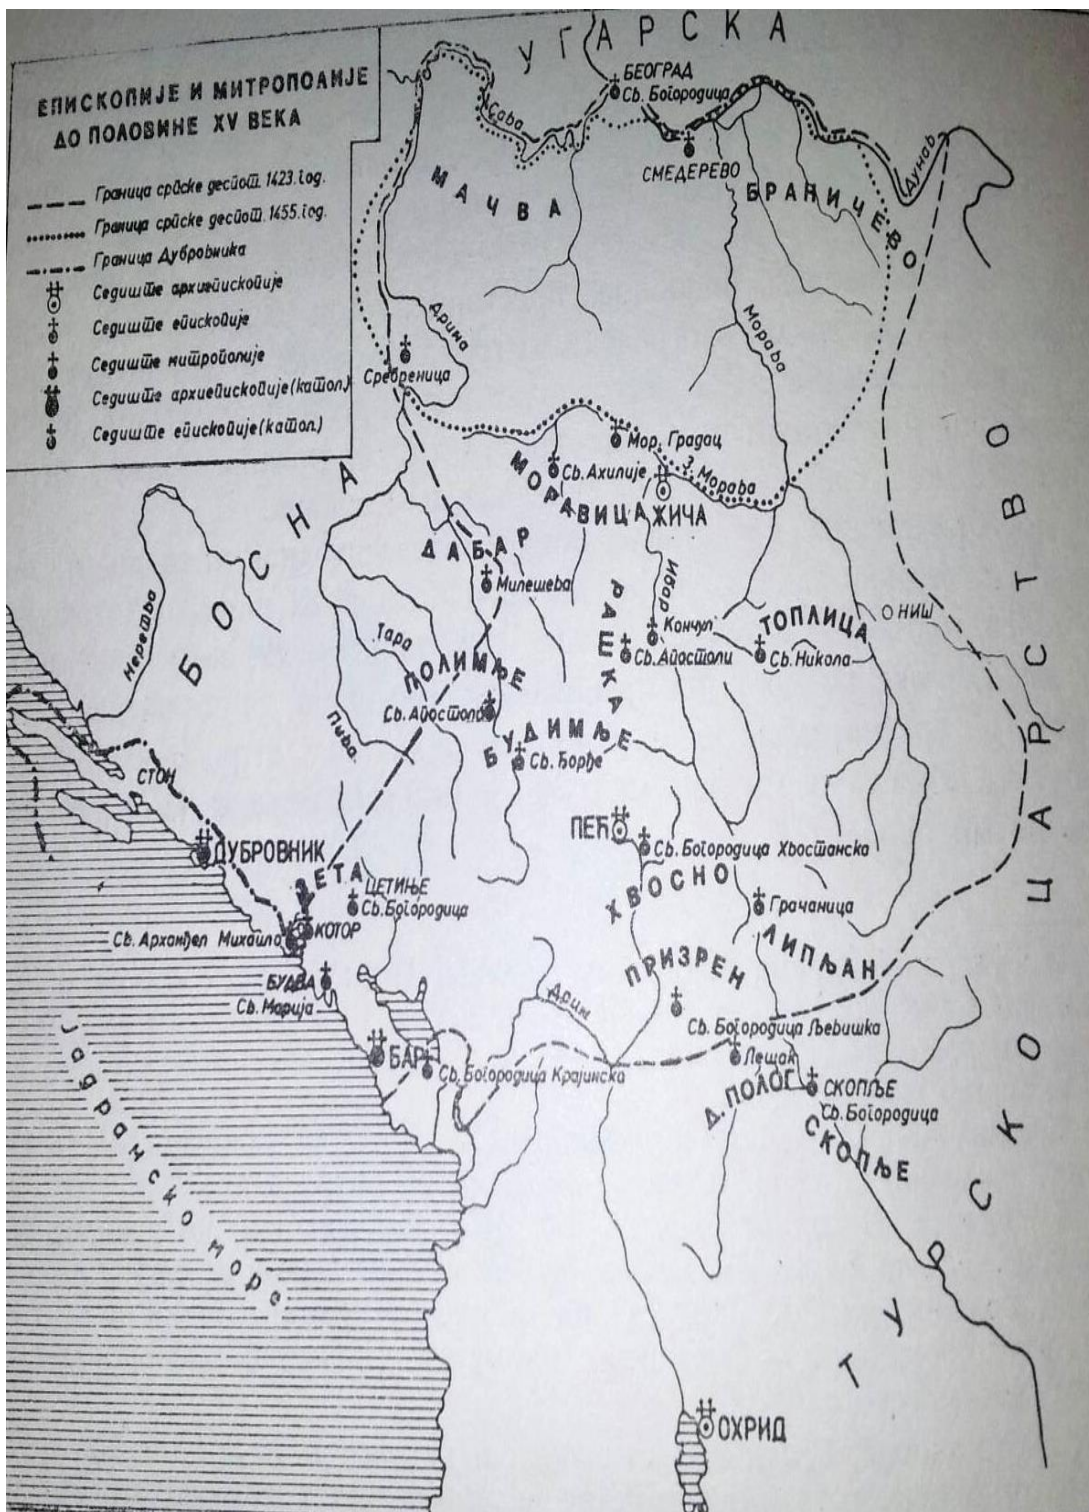 ЕПИСКОПИЈЕ И МИТРОПОЛИЈЕ
ДО ПОЛОВИНЕ XV ВЕКА
Граница српске деспот. 1423. год.
Граница српске деспот. 1455. год.
Граница Дубровника
Седиште архиепископије
Седиште епископије
Седиште митрополије
Седиште архиепископије (катол.)
Седиште епископије (катол.)
УГАРСКА
БЕОГРАД
Св. Богородица
Сава
СМЕДЕРЕВО
Дунав
МАЧВА
БРАНИЧЕВО
Дрина
Морава
Сребреница
Мор. Градац
Св. Ахилије
З. Морава
МОРАВИЦА
ЖИЧА
БОСНА
ДАБАР
Милешева
Ибар
РАШКА
Кончул
ТОПЛИЦА
НИШ
Св. Апостоли
Св. Никола
Неретва
Тара
ПОЛИМЉЕ
Св. Апостоли
Пива
БУДИМЉЕ
Св. Ђорђе
СТОН
ПЕЋ
Св. Богородица Хвостанска
ДУБРОВНИК
ХВОСНО
ЗЕТА
ЦЕТИЊЕ
Св. Богородица
Грачаница
КОТОР
Св. Арханђел Михаило
ЛИПЉАН
ПРИЗРЕН
БУДВА
Св. Марија
Дрим
Св. Богородица Љевишка
БАР
Св. Богородица Крајинска
Лешак
Д. ПОЛОГ
СКОПЉЕ
Св. Богородица
СКОПЉЕ
Јадранско море
ТУРСКО ЦАРСТВО
ОХРИД